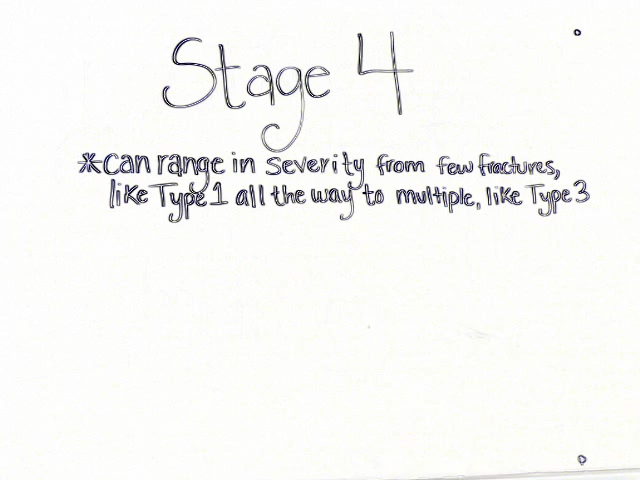 Stage 4
*can range in severity from few fractures,
like Type 1 all the way to multiple, like Type 3